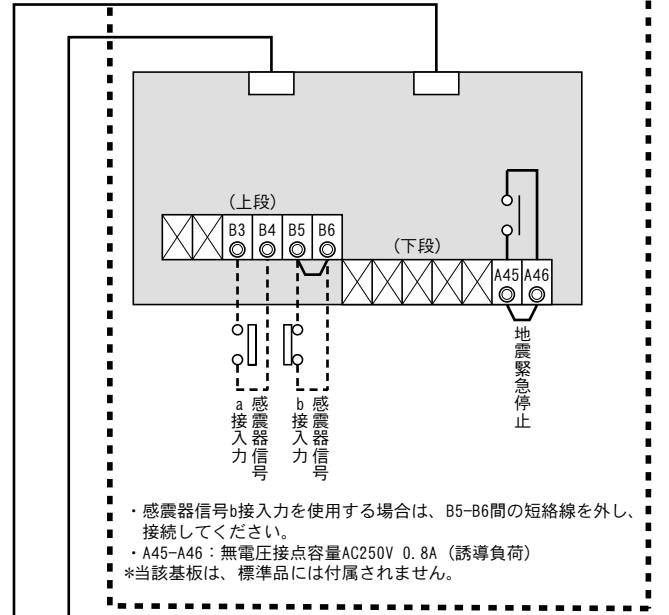 (上段)
B3 B4 B5 B6
(下段)
A45 A46
地震緊急停止
感震器信号
a接入力
感震器信号
b接入力
・感震器信号b接入力を使用する場合は、B5-B6間の短絡線を外し、
接続してください。
・A45-A46：無電圧接点容量AC250V 0.8A (誘導負荷)
*当該基板は、標準品には付属されません。